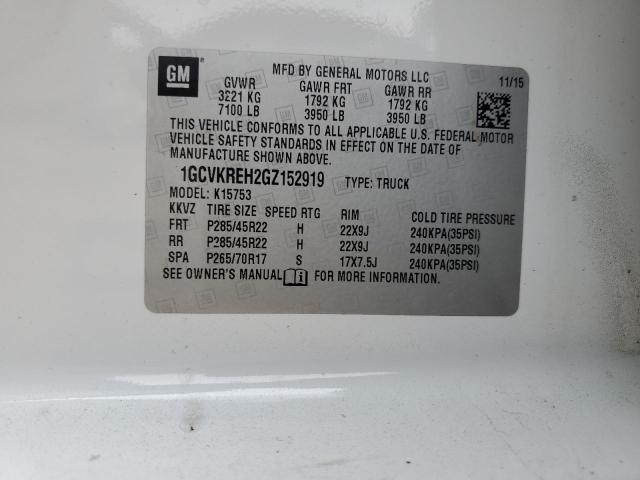 GM
MFD BY GENERAL MOTORS LLC
11/15
GVWR GAWR FRT GAWR RR
3221 KG 1792 KG 1792 KG
7100 LB 3950 LB 3950 LB
THIS VEHICLE CONFORMS TO ALL APPLICABLE U.S. FEDERAL MOTOR
VEHICLE SAFETY STANDARDS IN EFFECT ON THE DATE OF
MANUFACTURE SHOWN ABOVE.
1GCVKREH2GZ152919 TYPE: TRUCK
MODEL: K15753
KKVZ TIRE SIZE SPEED RTG RIM COLD TIRE PRESSURE
FRT P285/45R22 H 22X9J 240KPA(35PSI)
RR P285/45R22 H 22X9J 240KPA(35PSI)
SPA P265/70R17 S 17X7.5J 240KPA(35PSI)
SEE OWNER'S MANUAL i FOR MORE INFORMATION.